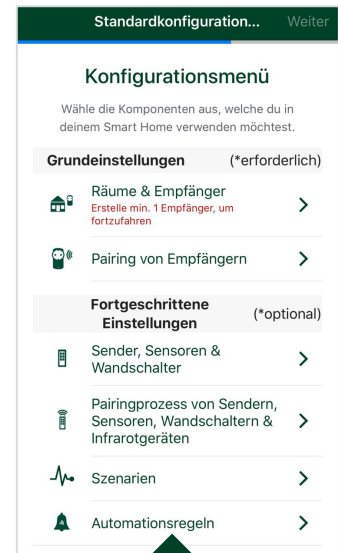 Standardkonfiguration... Weiter
Konfigurationsmenü
Wähle die Komponenten aus, welche du in
deinem Smart Home verwenden möchtest.
Grundeinstellungen (*erforderlich)
Räume & Empfänger
Erstelle min. 1 Empfänger, um
fortzufahren
Pairing von Empfängern
Fortgeschrittene
Einstellungen (*optional)
Sender, Sensoren &
Wandschalter
Pairingprozess von Sendern,
Sensoren, Wandschaltern &
Infrarotgeräten
Szenarien
Automationsregeln